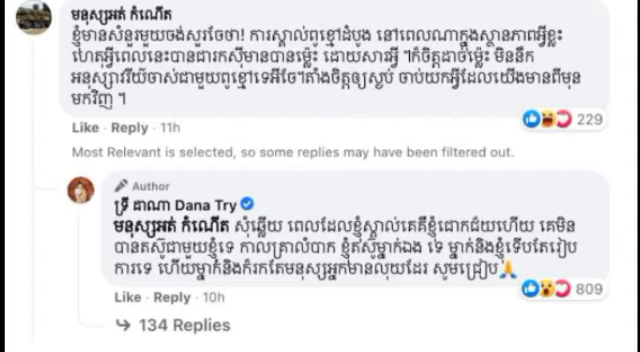 មនុស្សអត់ កំណើត
ខ្ញុំមានសំនួរមួយចង់សួរចែថា! ការស្គាល់ពូខ្មៅដំបូង នៅពេលណាក្នុងស្ថានភាពអ្វីខ្លះ
ហេតុអ្វីពេលនេះបានជារកស៊ីមានបានម្ល៉េះ ដោយសារអ្វី ។ក៏ចិត្តដាច់ម្ល៉េះ មិននឹក
អនុស្សាវរីយ៍ចាស់ជាមួយពូខ្មៅទេអីចែ។តាំងចិត្តឲ្យស្ងប់ ចាប់យកអ្វីដែលយើងមានពីមុន
មកវិញ ។
Like · Reply · 11h
229
Most Relevant is selected, so some replies may have been filtered out.
Author
ទ្រី ដាណា Dana Try
មនុស្សអត់ កំណើត សុំឆ្លើយ ពេលដែលខ្ញុំស្គាល់គេគឺខ្ញុំជោកជ័យហើយ គេមិន
បានតស៊ូជាមួយខ្ញុំទេ កាលគ្រាលំបាក ខ្ញុំតស៊ូម្នាក់ឯង ទេ ម្នាក់និងខ្ញុំទើបតែរៀប
ការទេ ហើយម្នាក់និងក៏រកតែមនុស្សអ្នកមានលុយដែរ សូមជ្រៀប🙏
Like · Reply · 10h
809
134 Replies